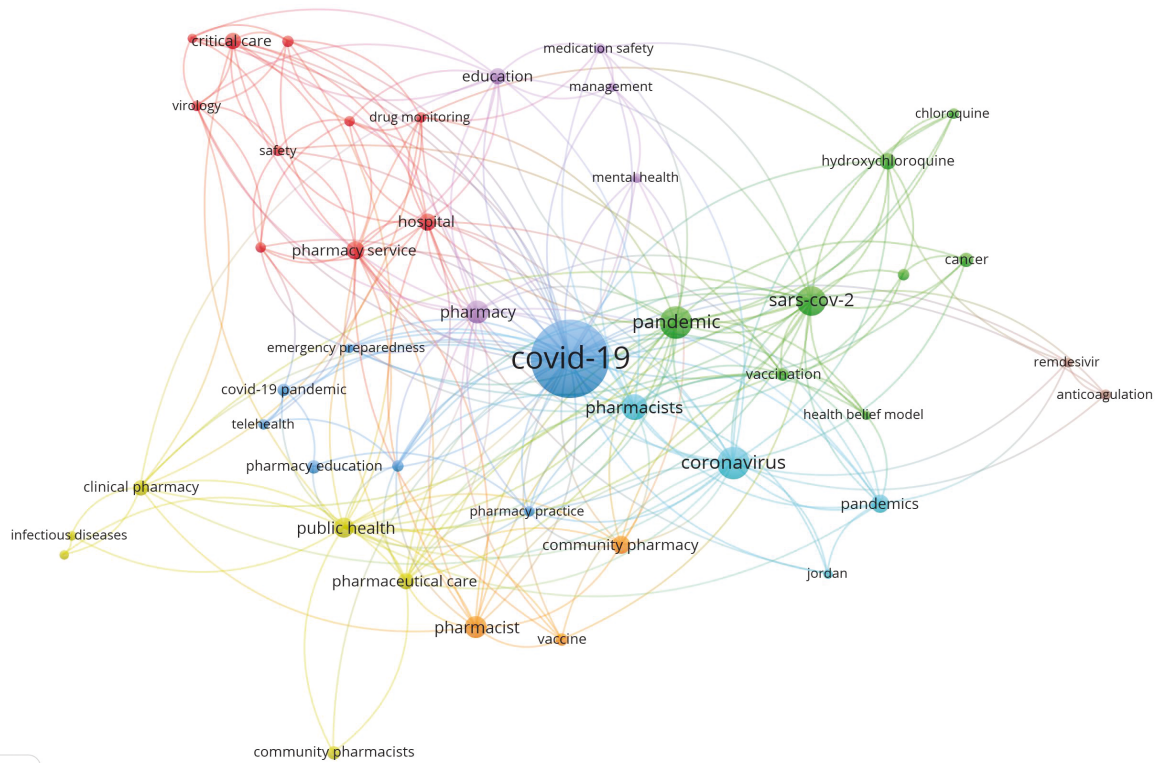 critical care
medication safety
education
management
virology
chloroquine
drug monitoring
safety
hydroxychloroquine
mental health
hospital
pharmacy service
cancer
sars-cov-2
pharmacy
pandemic
emergency preparedness
covid-19
remdesivir
vaccination
covid-19 pandemic
anticoagulation
pharmacists
health belief model
telehealth
coronavirus
pharmacy education
clinical pharmacy
pandemics
pharmacy practice
public health
infectious diseases
community pharmacy
jordan
pharmaceutical care
pharmacist
vaccine
community pharmacists